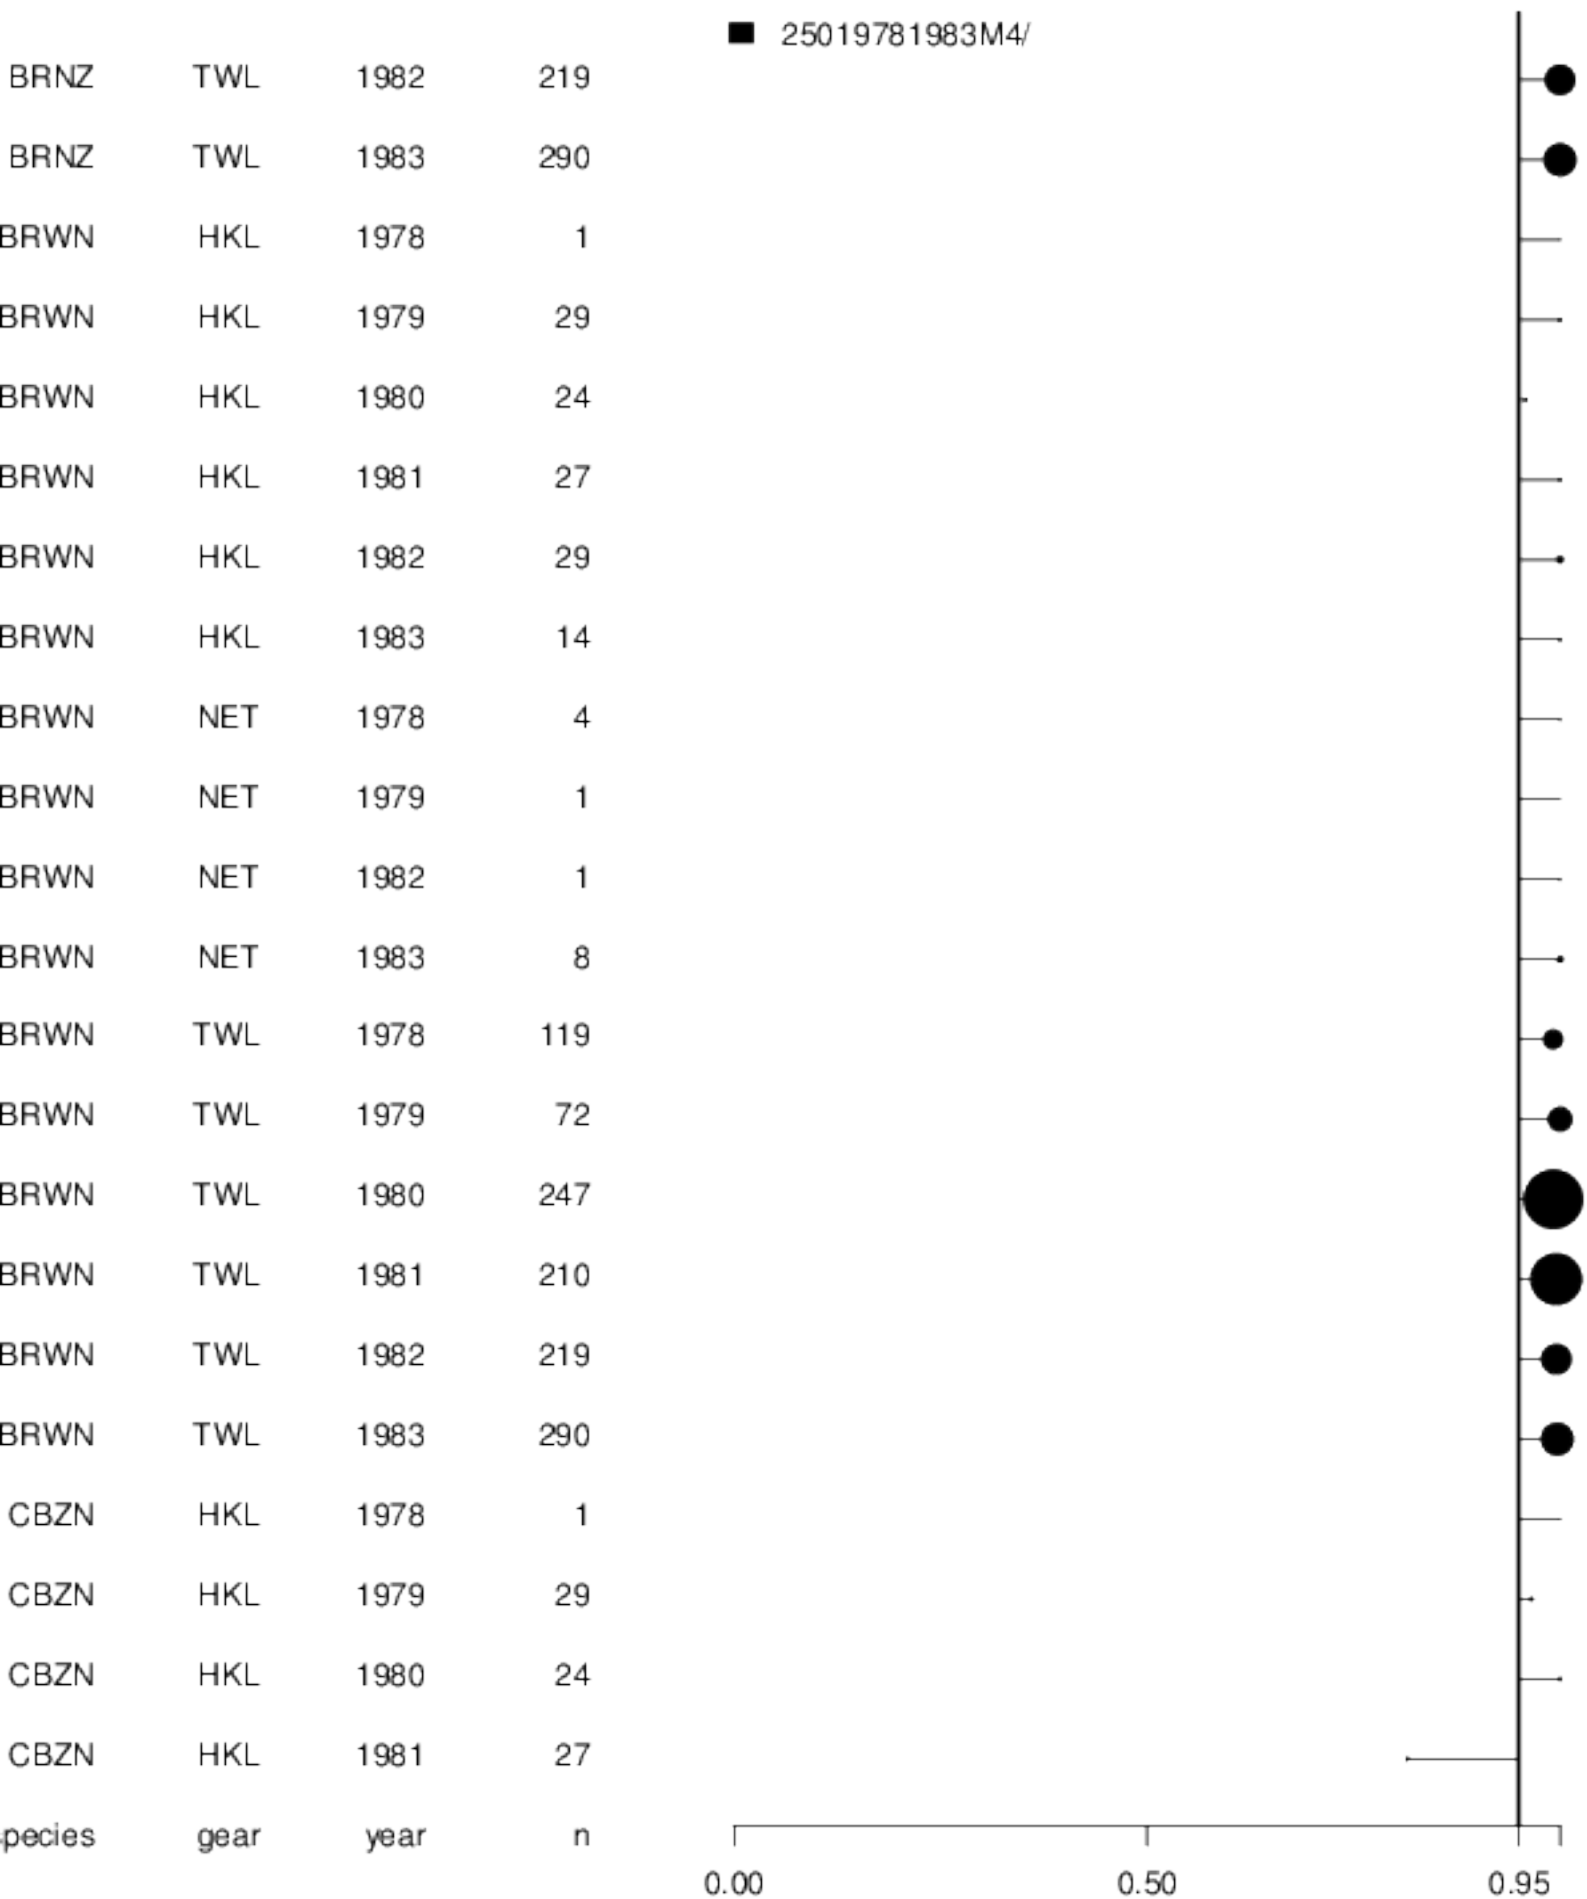 25019781983M4/
BRNZ TWL 1982 219
BRNZ TWL 1983 290
BRWN HKL 1978 1
BRWN HKL 1979 29
BRWN HKL 1980 24
BRWN HKL 1981 27
BRWN HKL 1982 29
BRWN HKL 1983 14
BRWN NET 1978 4
BRWN NET 1979 1
BRWN NET 1982 1
BRWN NET 1983 8
BRWN TWL 1978 119
BRWN TWL 1979 72
BRWN TWL 1980 247
BRWN TWL 1981 210
BRWN TWL 1982 219
BRWN TWL 1983 290
CBZN HKL 1978 1
CBZN HKL 1979 29
CBZN HKL 1980 24
CBZN HKL 1981 27
pecies gear year n
0.00 0.50 0.95